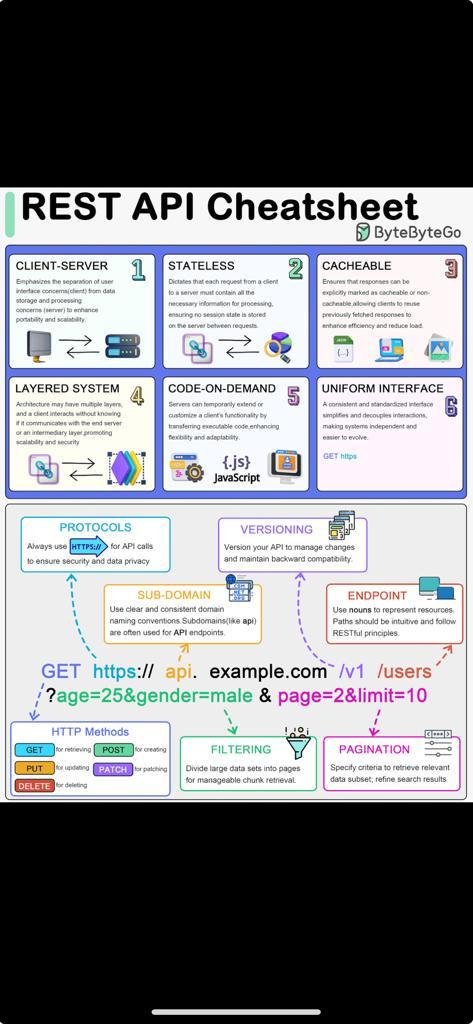 REST API Cheatsheet
ByteByteGo
CLIENT-SERVER
1
Emphasizes the separation of user
interface concerns(client) from data
storage and processing
concerns (server) to enhance
portability and scalability.
STATELESS
2
Dictates that each request from a client
to a server must contain all the
necessary information for processing,
ensuring no session state is stored
on the server between requests.
CACHEABLE
3
Ensures that responses can be
explicitly marked as cacheable or non-
cacheable,allowing clients to reuse
previously fetched responses to
enhance efficiency and reduce load.
JSON
{...}
LAYERED SYSTEM
4
Architecture may have multiple layers,
and a client interacts without knowing
if it communicates with the end server
or an intermediary layer,promoting
scalability and security
CODE-ON-DEMAND
5
Servers can temporarily extend or
customize a client's functionality by
transferring executable code,enhancing
flexibility and adaptability.
{.js}
JavaScript
UNIFORM INTERFACE
6
A consistent and standardized interface
simplifies and decouples interactions,
making systems independent and
easier to evolve.
GET https
PROTOCOLS
Always use HTTPS:// for API calls
to ensure security and data privacy
VERSIONING
Version your API to manage changes
and maintain backward compatibility.
SUB-DOMAIN
Use clear and consistent domain
naming conventions.Subdomains(like api)
are often used for API endpoints.
ENDPOINT
Use nouns to represent resources.
Paths should be intuitive and follow
RESTful principles.
GET https:// api. example.com /v1 /users
?age=25&gender=male & page=2&limit=10
HTTP Methods
GET for retrieving POST for creating
PUT for updating PATCH for patching
DELETE for deleting
FILTERING
Divide large data sets into pages
for manageable chunk retrieval.
PAGINATION
Specify criteria to retrieve relevant
data subset; refine search results